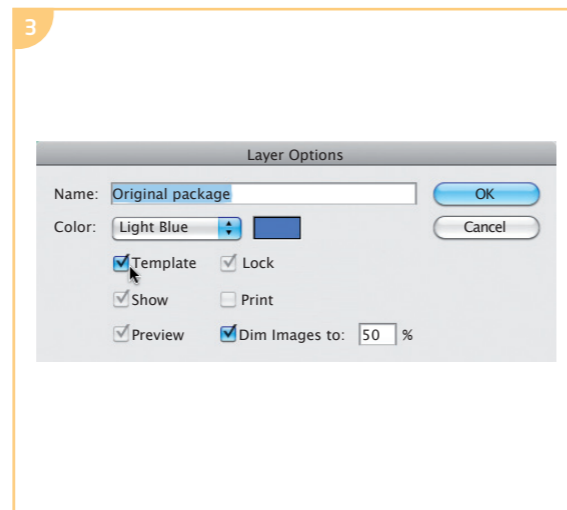 3
Layer Options
Name: Original package OK
Color: Light Blue Cancel
Template Lock
Show Print
Preview Dim Images to: 50 %